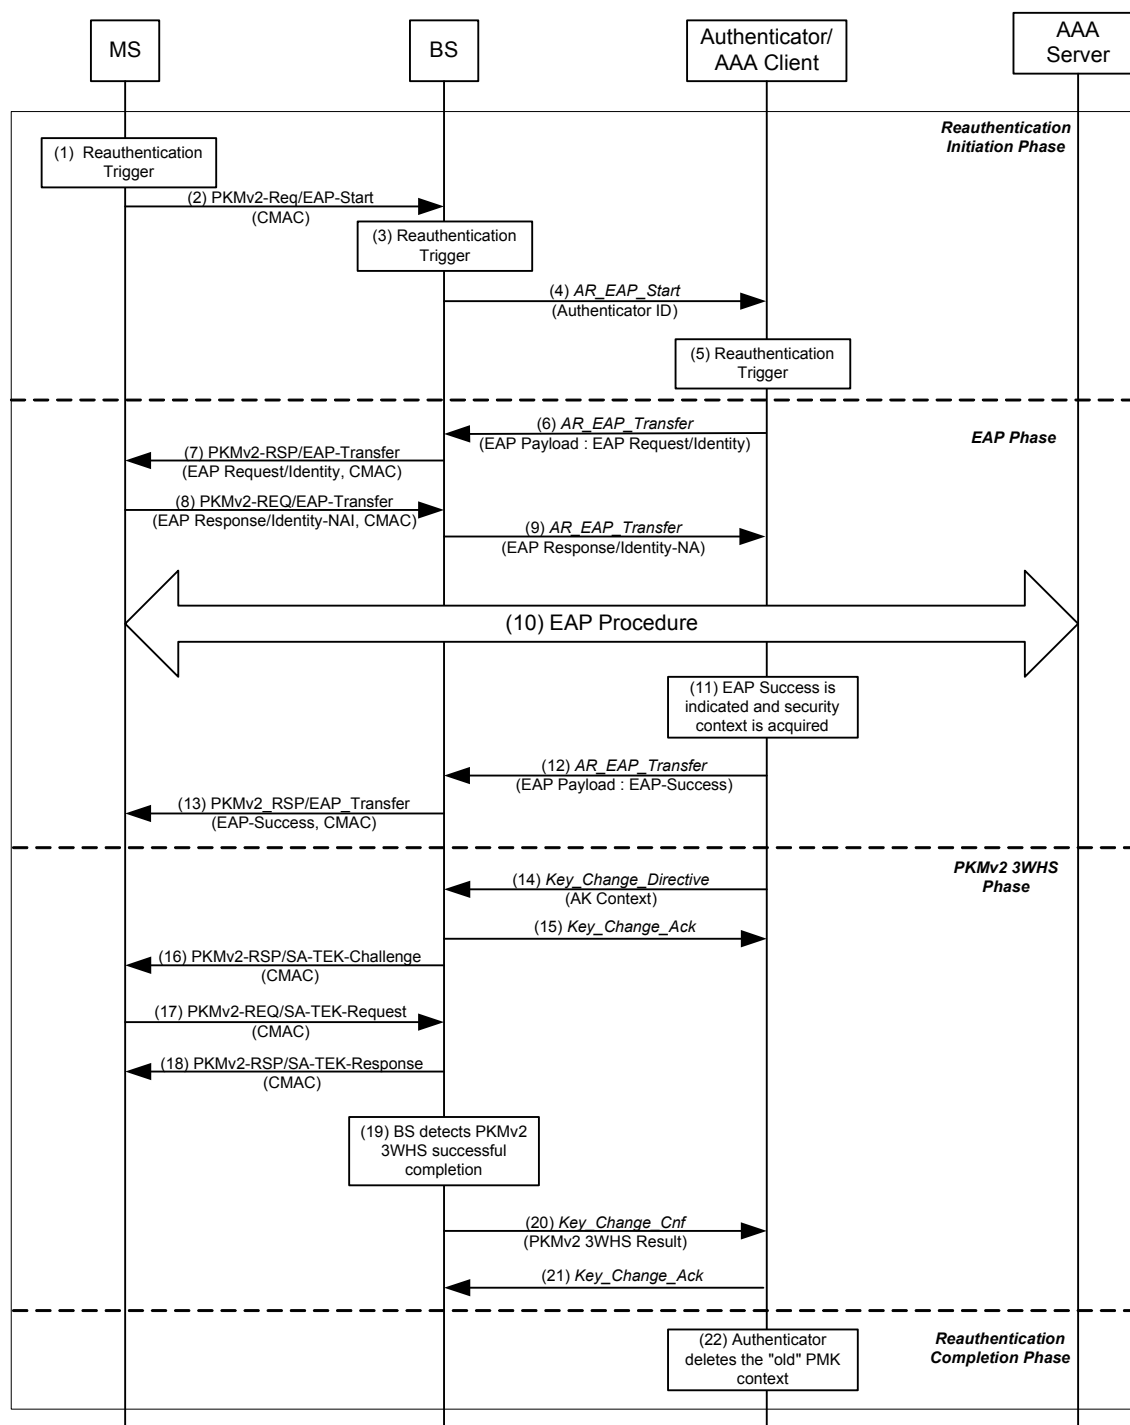 MS
BS
Authenticator/
AAA Client
AAA
Server
Reauthentication
Initiation Phase
(1) Reauthentication
Trigger
(2) PKMv2-Req/EAP-Start
(CMAC)
(3) Reauthentication
Trigger
(4) AR_EAP_Start
(Authenticator ID)
(5) Reauthentication
Trigger
(6) AR_EAP_Transfer
(EAP Payload : EAP Request/Identity)
EAP Phase
(7) PKMv2-RSP/EAP-Transfer
(EAP Request/Identity, CMAC)
(8) PKMv2-REQ/EAP-Transfer
(EAP Response/Identity-NAI, CMAC)
(9) AR_EAP_Transfer
(EAP Response/Identity-NA)
(10) EAP Procedure
(11) EAP Success is
indicated and security
context is acquired
(12) AR_EAP_Transfer
(EAP Payload : EAP-Success)
(13) PKMv2_RSP/EAP_Transfer
(EAP-Success, CMAC)
PKMv2 3WHS
Phase
(14) Key_Change_Directive
(AK Context)
(15) Key_Change_Ack
(16) PKMv2-RSP/SA-TEK-Challenge
(CMAC)
(17) PKMv2-REQ/SA-TEK-Request
(CMAC)
(18) PKMv2-RSP/SA-TEK-Response
(CMAC)
(19) BS detects PKMv2
3WHS successful
completion
(20) Key_Change_Cnf
(PKMv2 3WHS Result)
(21) Key_Change_Ack
(22) Authenticator
deletes the "old" PMK
context
Reauthentication
Completion Phase